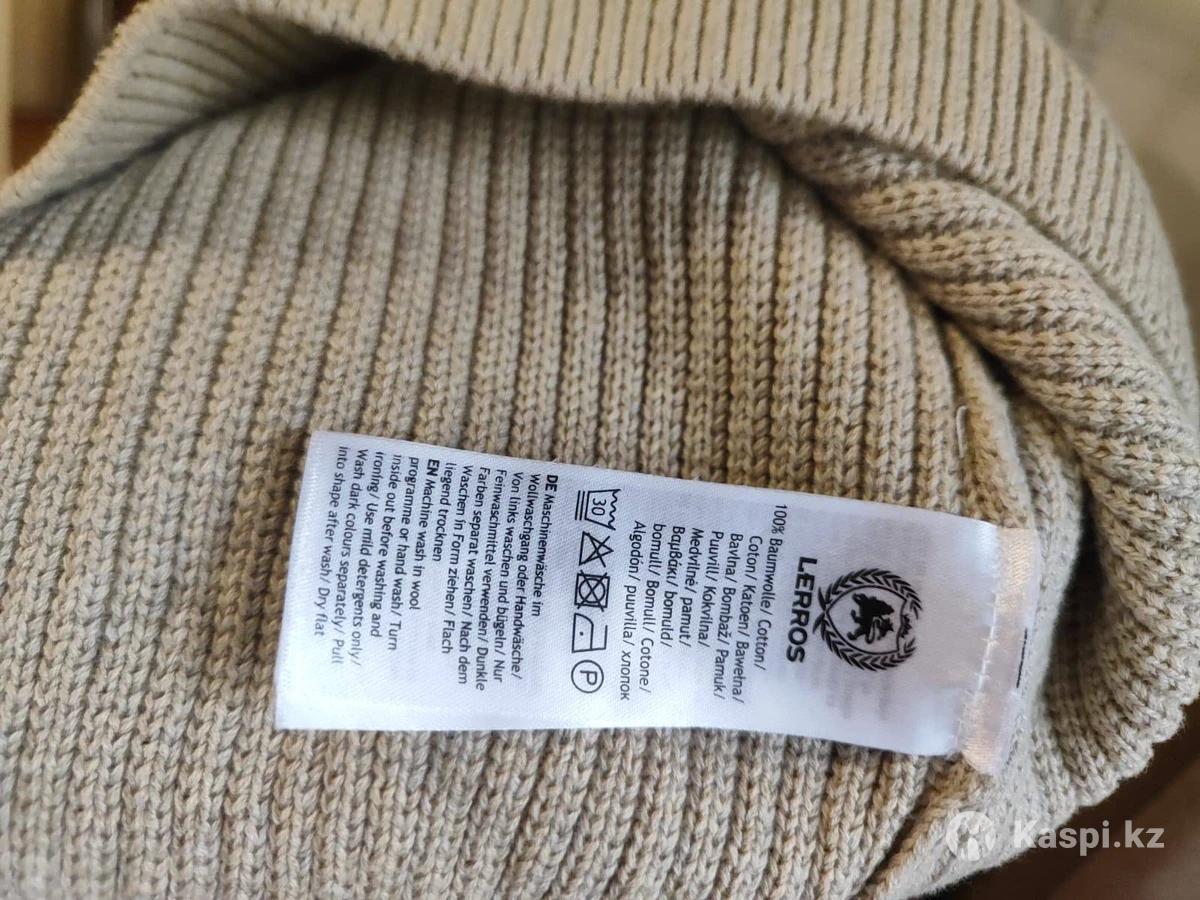 LERROS
100% Baumwolle/ Cotton/
Coton/ Katoen/ Bawełna/
Bavlna/ Bombaž/ Pamuk/
Puuvill/ Kokvilna/
Medvilnė/ pamut/
Βαμβάκι/ bomuld/
bomull/ Bomull/ Cotone/
Algodón/ puuvilla/ хлопок
30
P
DE Maschinenwäsche im
Wollwaschgang oder Handwäsche/
Von links waschen und bügeln/ Nur
Feinwaschmittel verwenden/ Dunkle
Farben separat waschen/ Nach dem
Waschen in Form ziehen/ Flach
liegend trocknen
EN Machine wash in wool
programme or hand wash/ Turn
inside out before washing and
ironing/ Use mild detergents only/
Wash dark colours separately/ Pull
into shape after wash/ Dry flat
Kaspi.kz